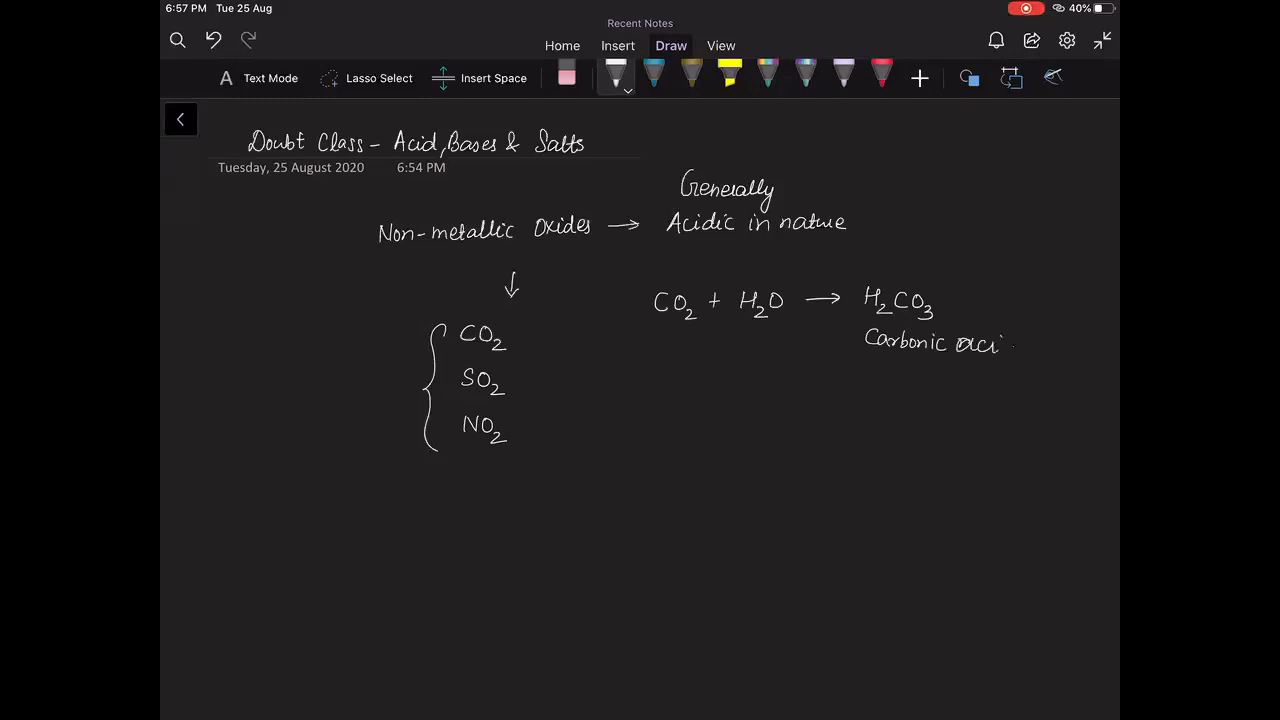 6:57 PM Tue 25 Aug 40%
Recent Notes
Home Insert Draw View
A Text Mode Lasso Select Insert Space
Doubt Class - Acid, Bases & Salts
Tuesday, 25 August 2020 6:54 PM
Generally
Non-metallic Oxides → Acidic in nature
↓
CO₂ + H₂O → H₂CO₃
Carbonic aci
CO₂
SO₂
NO₂